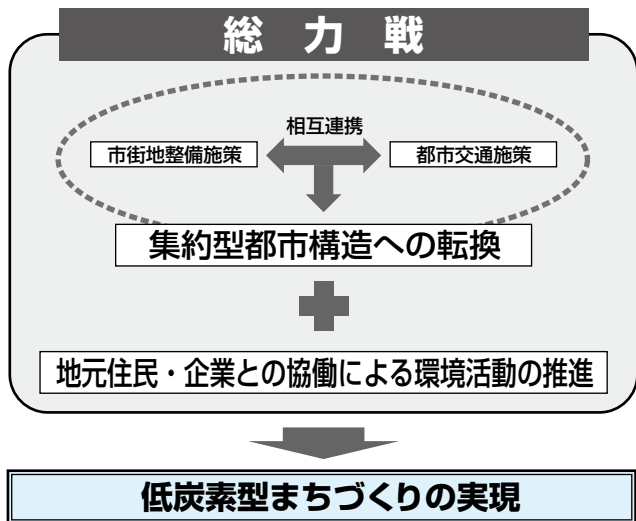 総力戦
相互連携
市街地整備施策
都市交通施策
集約型都市構造への転換
地元住民・企業との協働による環境活動の推進
低炭素型まちづくりの実現